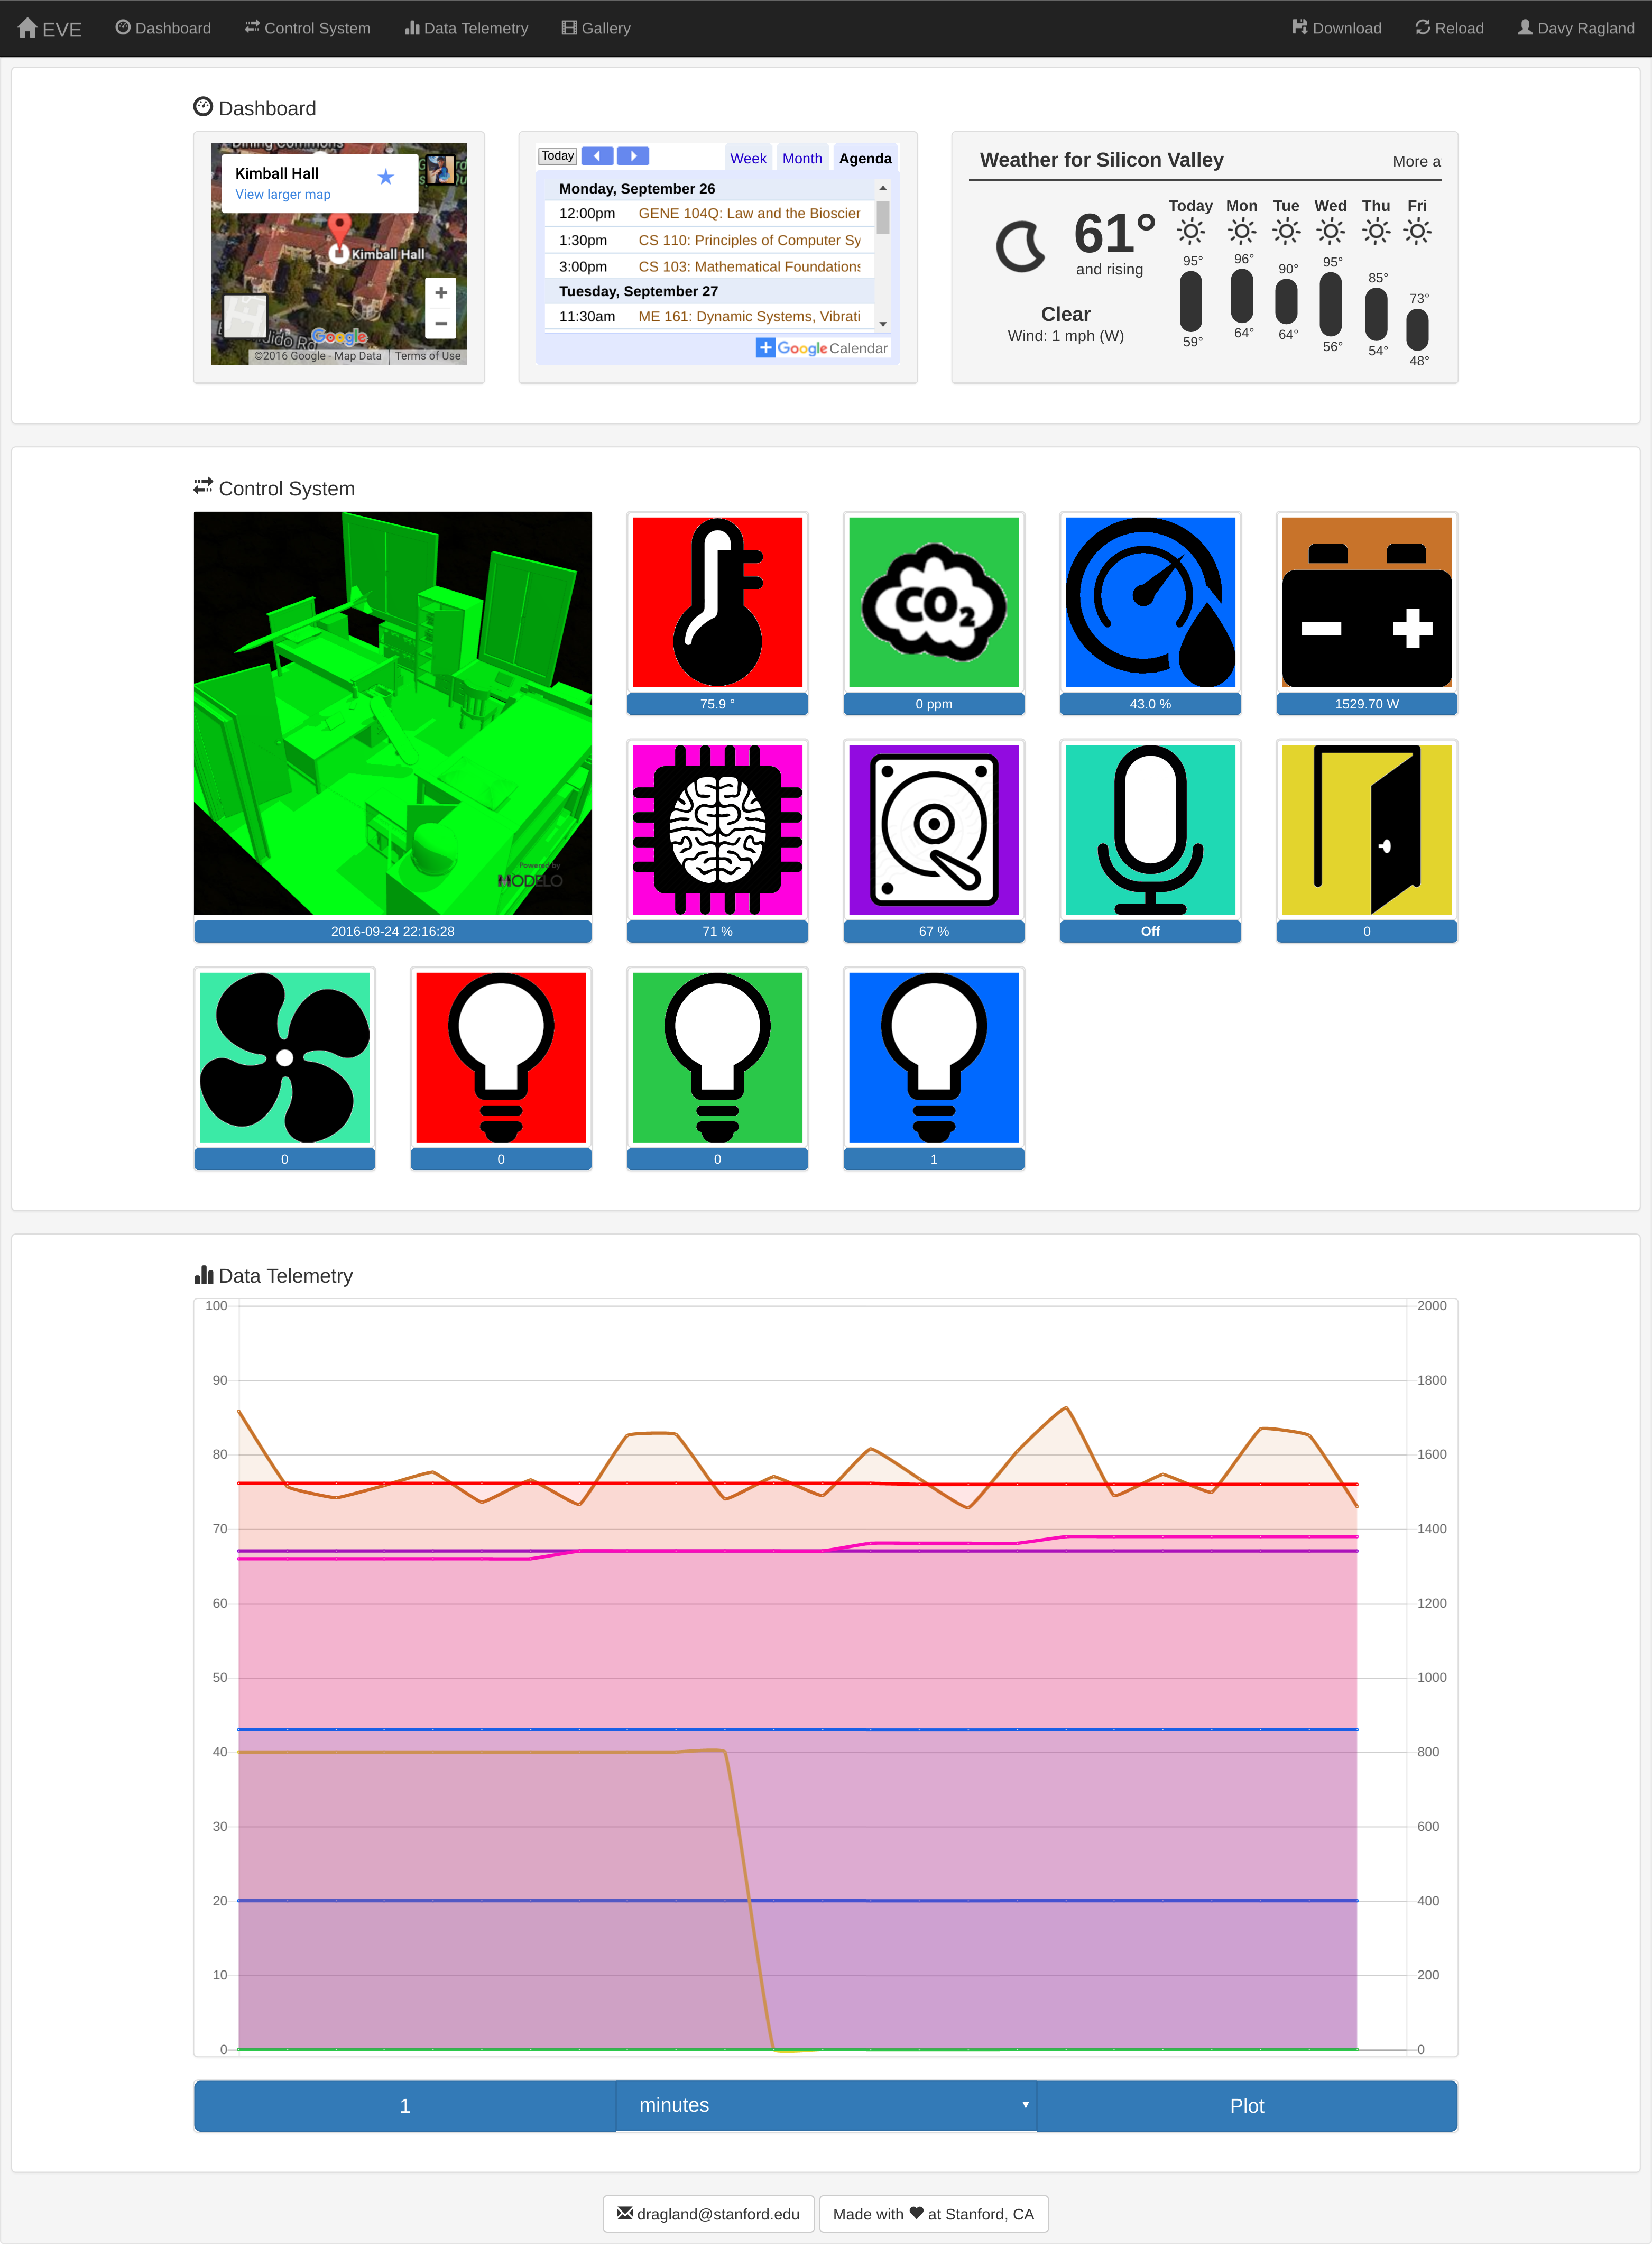 EVE Dashboard Control System Data Telemetry Gallery Download Reload Davy Ragland
Dashboard
Dining Commons
Kimball Hall
View larger map
Kimball Hall
+
−
Google
©2016 Google - Map Data Terms of Use
Today Week Month Agenda
Monday, September 26
12:00pm GENE 104Q: Law and the Bioscien
1:30pm CS 110: Principles of Computer Sy
3:00pm CS 103: Mathematical Foundations
Tuesday, September 27
11:30am ME 161: Dynamic Systems, Vibrati
+ Google Calendar
Weather for Silicon Valley More a
61°
and rising
Clear
Wind: 1 mph (W)
Today Mon Tue Wed Thu Fri
95° 96° 90° 95° 85° 73°
59° 64° 64° 56° 54° 48°
Control System
Powered by
MODELO
2016-09-24 22:16:28
CO2
− +
75.9 ° 0 ppm 43.0 % 1529.70 W
71 % 67 % Off 0
0 0 0 1
Data Telemetry
100 2000
90 1800
80 1600
70 1400
60 1200
50 1000
40 800
30 600
20 400
10 200
0 0
1 minutes Plot
dragland@stanford.edu Made with ♥ at Stanford, CA